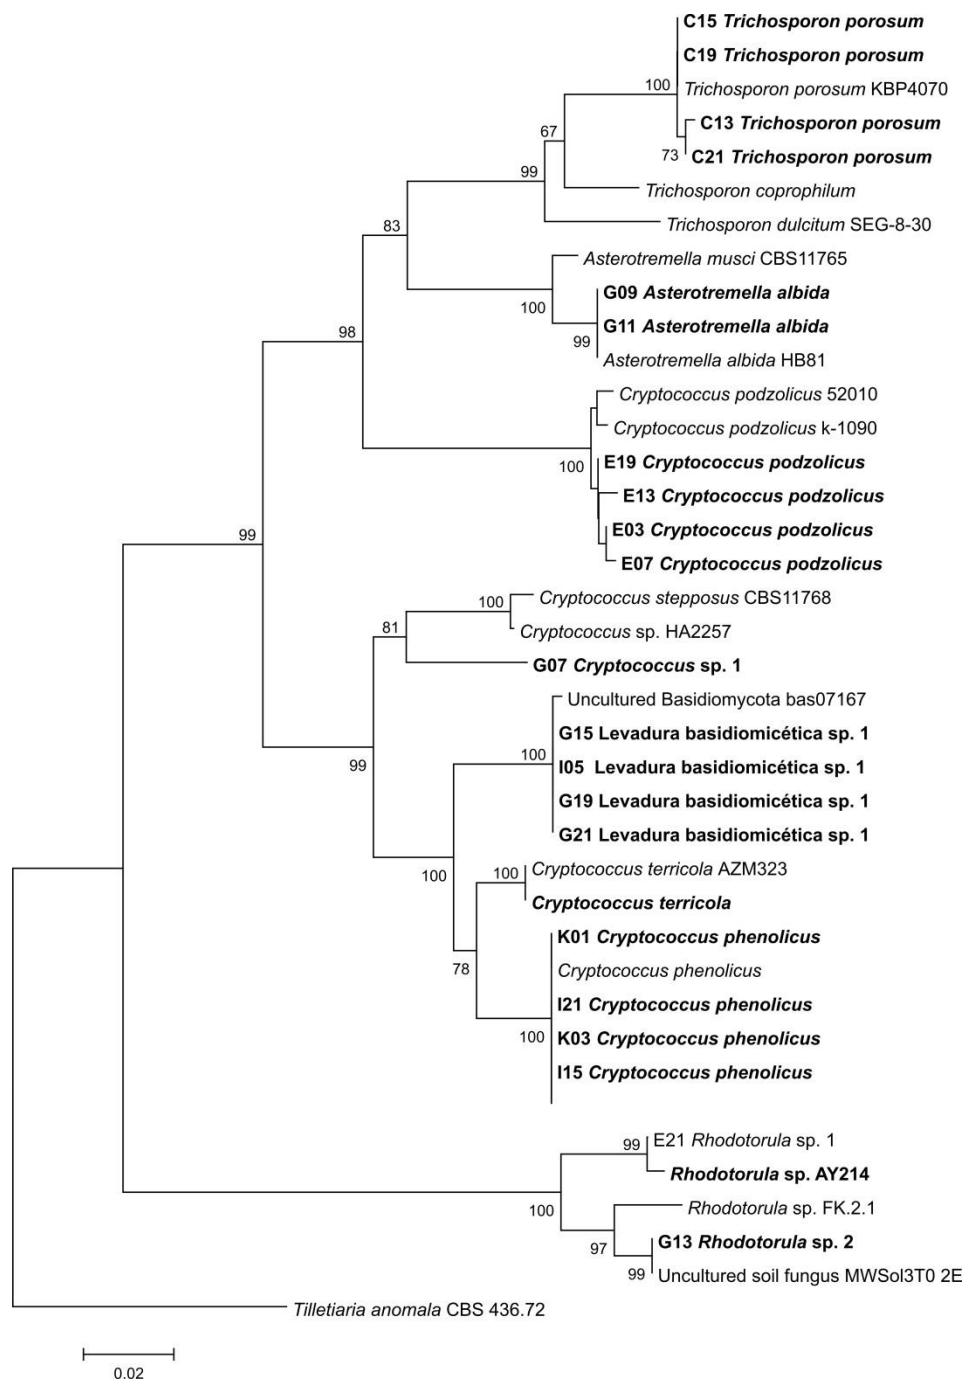 C15 Trichosporon porosum
C19 Trichosporon porosum
100
Trichosporon porosum KBP4070
C13 Trichosporon porosum
67
73
C21 Trichosporon porosum
99
Trichosporon coprophilum
83
Trichosporon dulcitum SEG-8-30
Asterotremella musci CBS11765
G09 Asterotremella albida
100
G11 Asterotremella albida
98
99
Asterotremella albida HB81
Cryptococcus podzolicus 52010
Cryptococcus podzolicus k-1090
100
E19 Cryptococcus podzolicus
E13 Cryptococcus podzolicus
99
E03 Cryptococcus podzolicus
E07 Cryptococcus podzolicus
100
Cryptococcus stepposus CBS11768
81
Cryptococcus sp. HA2257
G07 Cryptococcus sp. 1
Uncultured Basidiomycota bas07167
G15 Levadura basidiomicética sp. 1
100
99
I05 Levadura basidiomicética sp. 1
G19 Levadura basidiomicética sp. 1
G21 Levadura basidiomicética sp. 1
100
100
Cryptococcus terricola AZM323
Cryptococcus terricola
K01 Cryptococcus phenolicus
78
Cryptococcus phenolicus
I21 Cryptococcus phenolicus
100
K03 Cryptococcus phenolicus
I15 Cryptococcus phenolicus
99
E21 Rhodotorula sp. 1
Rhodotorula sp. AY214
100
Rhodotorula sp. FK.2.1
97
G13 Rhodotorula sp. 2
99
Uncultured soil fungus MWSol3T0 2E
Tilletiaria anomala CBS 436.72
0.02